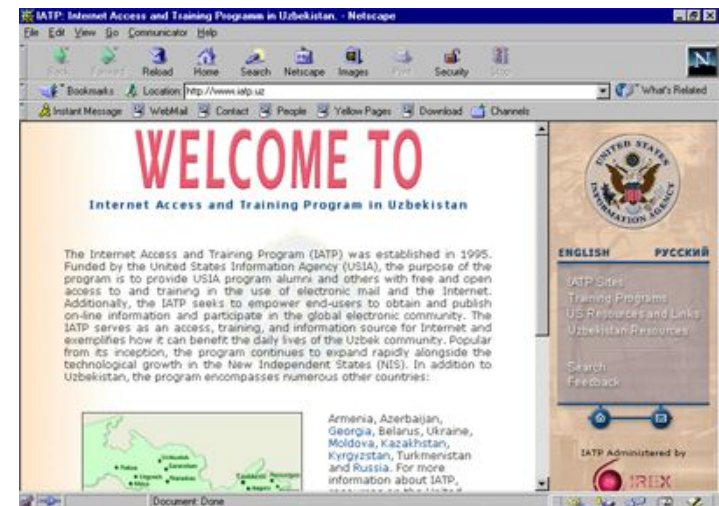 IATP: Internet Access and Training Programm in Uzbekistan. - Netscape
File Edit View Go Communicator Help
Back Forward Reload Home Search Netscape Images Print Security Stop
Bookmarks Location: http://www.iatp.uz What's Related
Instant Message WebMail Contact People Yellow Pages Download Channels
WELCOME TO
Internet Access and Training Program in Uzbekistan
The Internet Access and Training Program (IATP) was established in 1995.
Funded by the United States Information Agency (USIA), the purpose of the
program is to provide USIA program alumni and others with free and open
access to and training in the use of electronic mail and the Internet.
Additionally, the IATP seeks to empower end-users to obtain and publish
on-line information and participate in the global electronic community. The
IATP serves as an access, training, and information source for Internet and
exemplifies how it can benefit the daily lives of the Uzbek community. Popular
from its inception, the program continues to expand rapidly alongside the
technological growth in the New Independent States (NIS). In addition to
Uzbekistan, the program encompasses numerous other countries:
Armenia, Azerbaijan,
Georgia, Belarus, Ukraine,
Moldova, Kazakhstan,
Kyrgyzstan, Turkmenistan
and Russia. For more
information about IATP,
UNITED STATES
INFORMATION AGENCY
ENGLISH РУССКИЙ
IATP Sites
Training Programs
US Resources and Links
Uzbekistan Resources
Search
Feedback
IATP Administered by
IREX
Document: Done